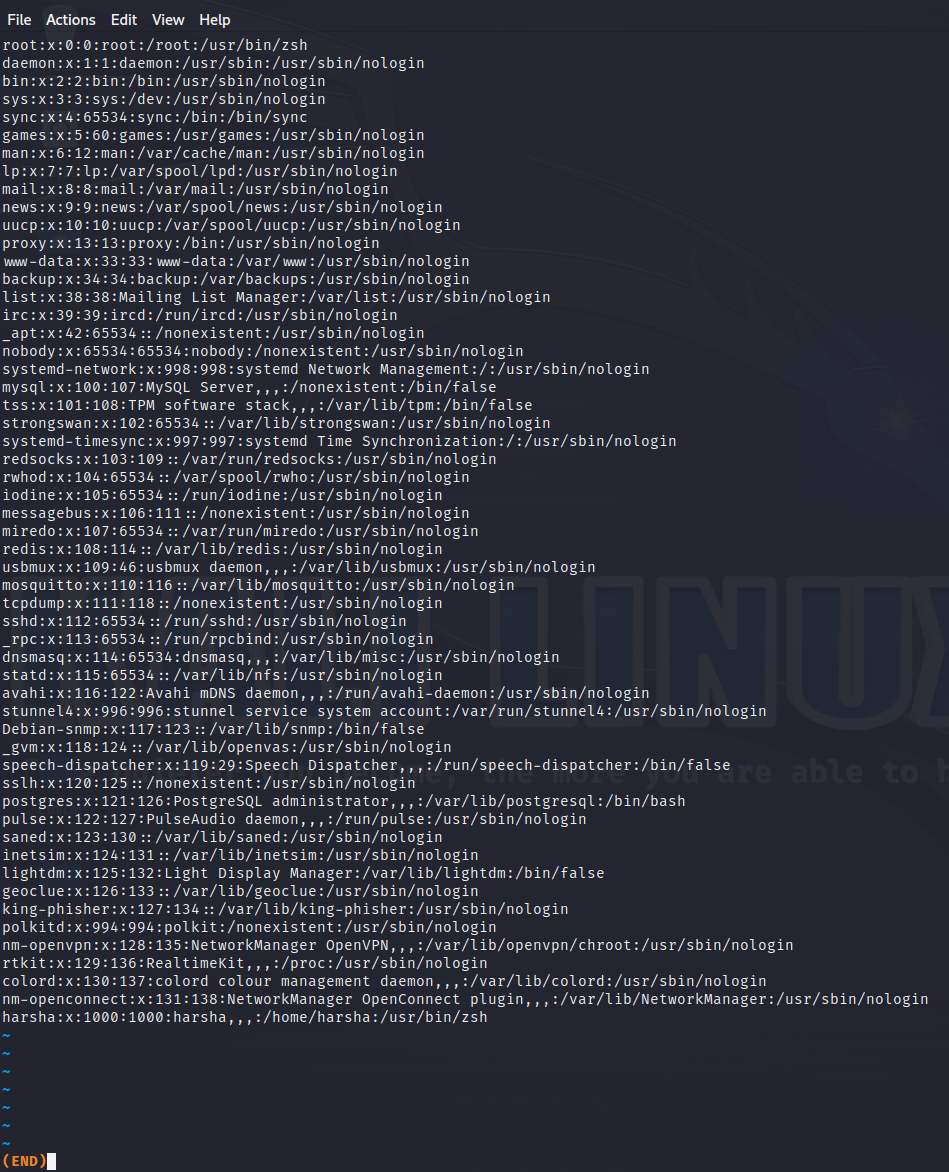 File Actions Edit View Help
root:x:0:0:root:/root:/usr/bin/zsh
daemon:x:1:1:daemon:/usr/sbin:/usr/sbin/nologin
bin:x:2:2:bin:/bin:/usr/sbin/nologin
sys:x:3:3:sys:/dev:/usr/sbin/nologin
sync:x:4:65534:sync:/bin:/bin/sync
games:x:5:60:games:/usr/games:/usr/sbin/nologin
man:x:6:12:man:/var/cache/man:/usr/sbin/nologin
lp:x:7:7:lp:/var/spool/lpd:/usr/sbin/nologin
mail:x:8:8:mail:/var/mail:/usr/sbin/nologin
news:x:9:9:news:/var/spool/news:/usr/sbin/nologin
uucp:x:10:10:uucp:/var/spool/uucp:/usr/sbin/nologin
proxy:x:13:13:proxy:/bin:/usr/sbin/nologin
www-data:x:33:33:www-data:/var/www:/usr/sbin/nologin
backup:x:34:34:backup:/var/backups:/usr/sbin/nologin
list:x:38:38:Mailing List Manager:/var/list:/usr/sbin/nologin
irc:x:39:39:ircd:/run/ircd:/usr/sbin/nologin
_apt:x:42:65534::/nonexistent:/usr/sbin/nologin
nobody:x:65534:65534:nobody:/nonexistent:/usr/sbin/nologin
systemd-network:x:998:998:systemd Network Management:/:/usr/sbin/nologin
mysql:x:100:107:MySQL Server,,,:/nonexistent:/bin/false
tss:x:101:108:TPM software stack,,,:/var/lib/tpm:/bin/false
strongswan:x:102:65534::/var/lib/strongswan:/usr/sbin/nologin
systemd-timesync:x:997:997:systemd Time Synchronization:/:/usr/sbin/nologin
redsocks:x:103:109::/var/run/redsocks:/usr/sbin/nologin
rwhod:x:104:65534::/var/spool/rwho:/usr/sbin/nologin
iodine:x:105:65534::/run/iodine:/usr/sbin/nologin
messagebus:x:106:111::/nonexistent:/usr/sbin/nologin
miredo:x:107:65534::/var/run/miredo:/usr/sbin/nologin
redis:x:108:114::/var/lib/redis:/usr/sbin/nologin
usbmux:x:109:46:usbmux daemon,,,:/var/lib/usbmux:/usr/sbin/nologin
mosquitto:x:110:116::/var/lib/mosquitto:/usr/sbin/nologin
tcpdump:x:111:118::/nonexistent:/usr/sbin/nologin
sshd:x:112:65534::/run/sshd:/usr/sbin/nologin
_rpc:x:113:65534::/run/rpcbind:/usr/sbin/nologin
dnsmasq:x:114:65534:dnsmasq,,,:/var/lib/misc:/usr/sbin/nologin
statd:x:115:65534::/var/lib/nfs:/usr/sbin/nologin
avahi:x:116:122:Avahi mDNS daemon,,,:/run/avahi-daemon:/usr/sbin/nologin
stunnel4:x:996:996:stunnel service system account:/var/run/stunnel4:/usr/sbin/nologin
Debian-snmp:x:117:123::/var/lib/snmp:/bin/false
_gvm:x:118:124::/var/lib/openvas:/usr/sbin/nologin
speech-dispatcher:x:119:29:Speech Dispatcher,,,:/run/speech-dispatcher:/bin/false
sslh:x:120:125::/nonexistent:/usr/sbin/nologin
postgres:x:121:126:PostgreSQL administrator,,,:/var/lib/postgresql:/bin/bash
pulse:x:122:127:PulseAudio daemon,,,:/run/pulse:/usr/sbin/nologin
saned:x:123:130::/var/lib/saned:/usr/sbin/nologin
inetsim:x:124:131::/var/lib/inetsim:/usr/sbin/nologin
lightdm:x:125:132:Light Display Manager:/var/lib/lightdm:/bin/false
geoclue:x:126:133::/var/lib/geoclue:/usr/sbin/nologin
king-phisher:x:127:134::/var/lib/king-phisher:/usr/sbin/nologin
polkitd:x:994:994:polkit:/nonexistent:/usr/sbin/nologin
nm-openvpn:x:128:135:NetworkManager OpenVPN,,,:/var/lib/openvpn/chroot:/usr/sbin/nologin
rtkit:x:129:136:RealtimeKit,,,:/proc:/usr/sbin/nologin
colord:x:130:137:colord colour management daemon,,,:/var/lib/colord:/usr/sbin/nologin
nm-openconnect:x:131:138:NetworkManager OpenConnect plugin,,,:/var/lib/NetworkManager:/usr/sbin/nologin
harsha:x:1000:1000:harsha,,,:/home/harsha:/usr/bin/zsh
~
~
~
~
~
~
~
(END)